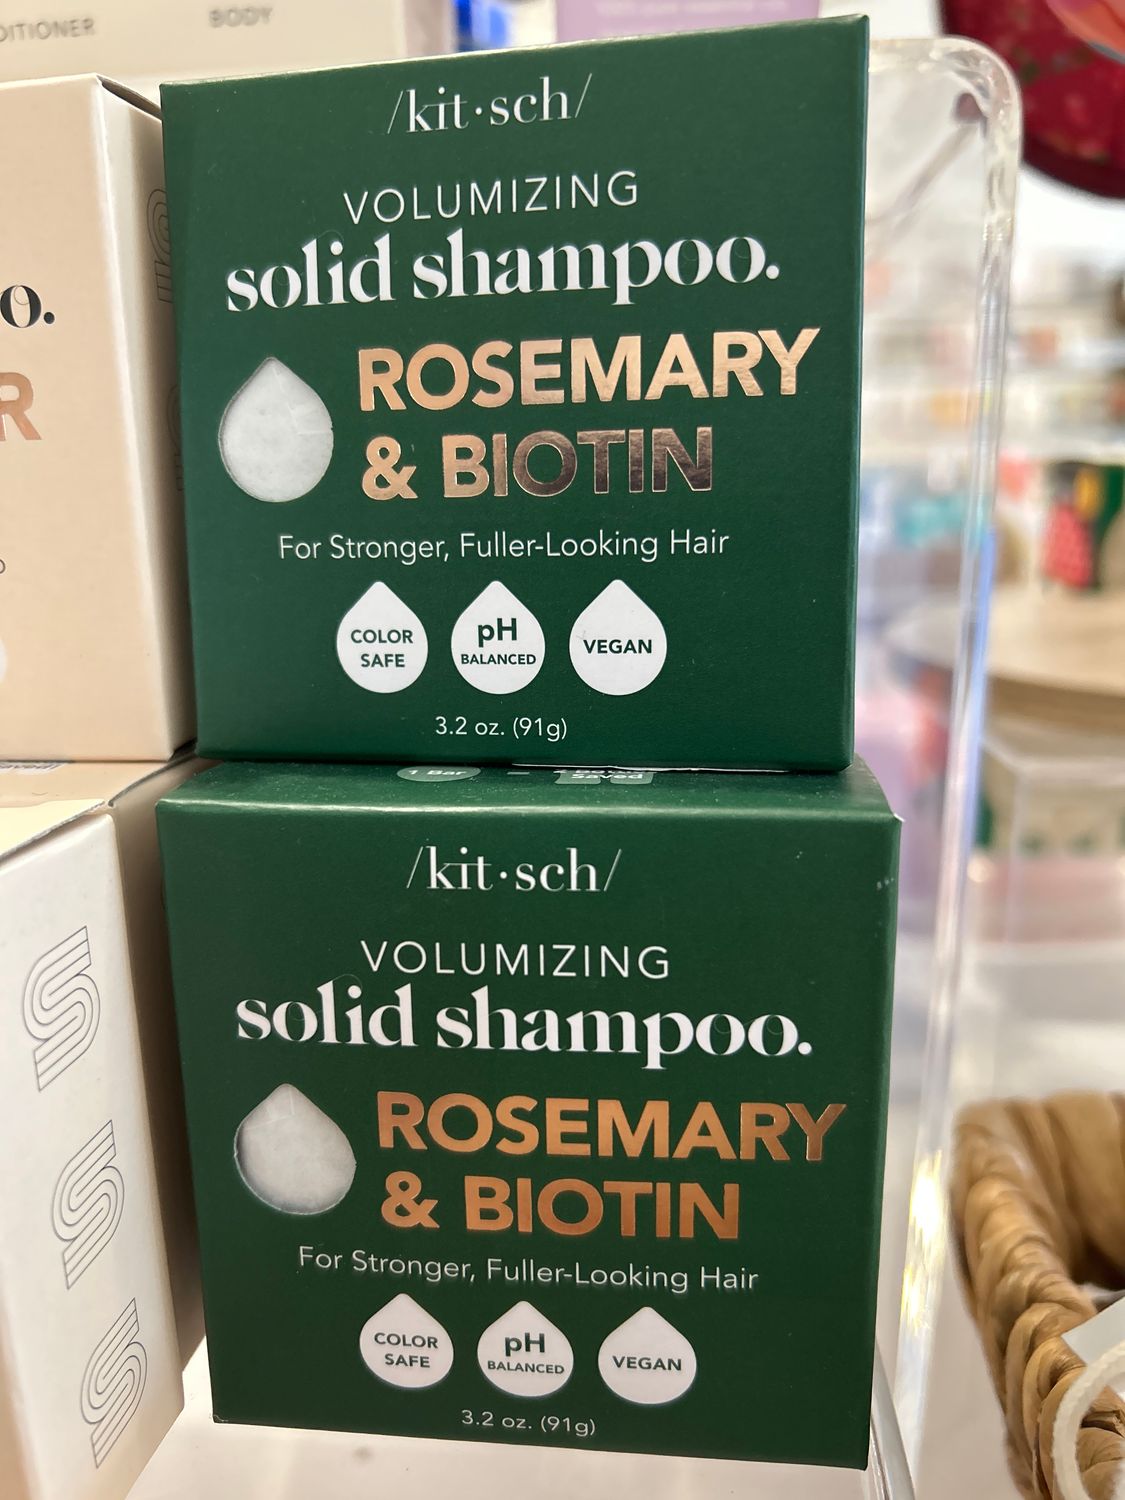 BODY
/kit·sch/
VOLUMIZING
solid shampoo.
ROSEMARY
& BIOTIN
For Stronger, Fuller-Looking Hair
COLOR
SAFE
pH
BALANCED
VEGAN
3.2 oz. (91g)
o.
R
1 Bar
Saved
/kit·sch/
VOLUMIZING
solid shampoo.
ROSEMARY
& BIOTIN
For Stronger, Fuller-Looking Hair
COLOR
SAFE
pH
BALANCED
VEGAN
3.2 oz. (91g)